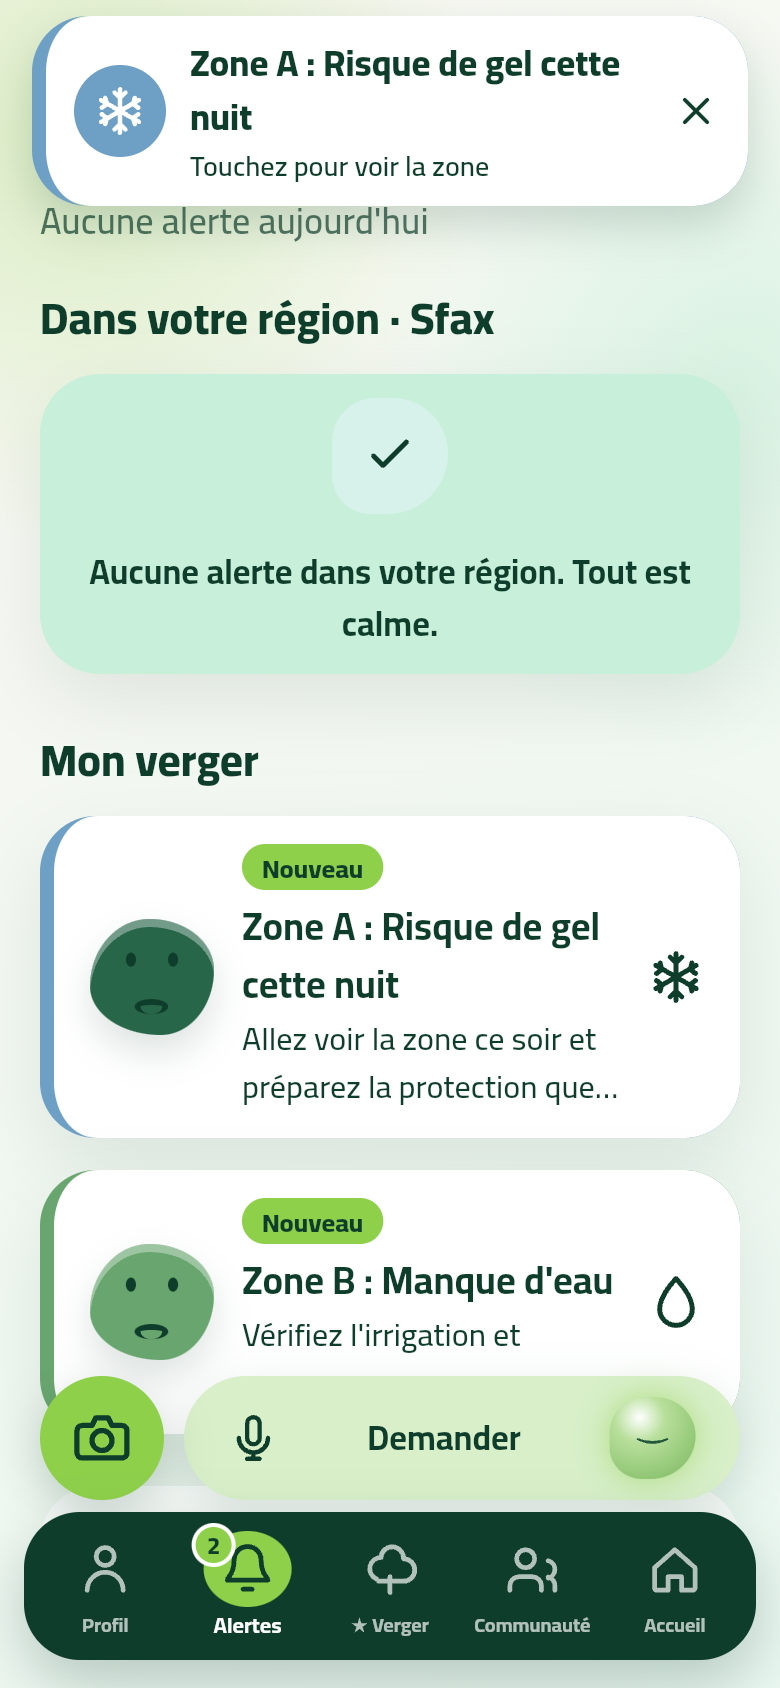 Zone A : Risque de gel cette
nuit
Touchez pour voir la zone
Aucune alerte aujourd'hui
Dans votre région · Sfax
Aucune alerte dans votre région. Tout est
calme.
Mon verger
Nouveau
Zone A : Risque de gel
cette nuit
Allez voir la zone ce soir et
préparez la protection que...
Nouveau
Zone B : Manque d'eau
Vérifiez l'irrigation et
Demander
2
Profil
Alertes
★ Verger
Communauté
Accueil